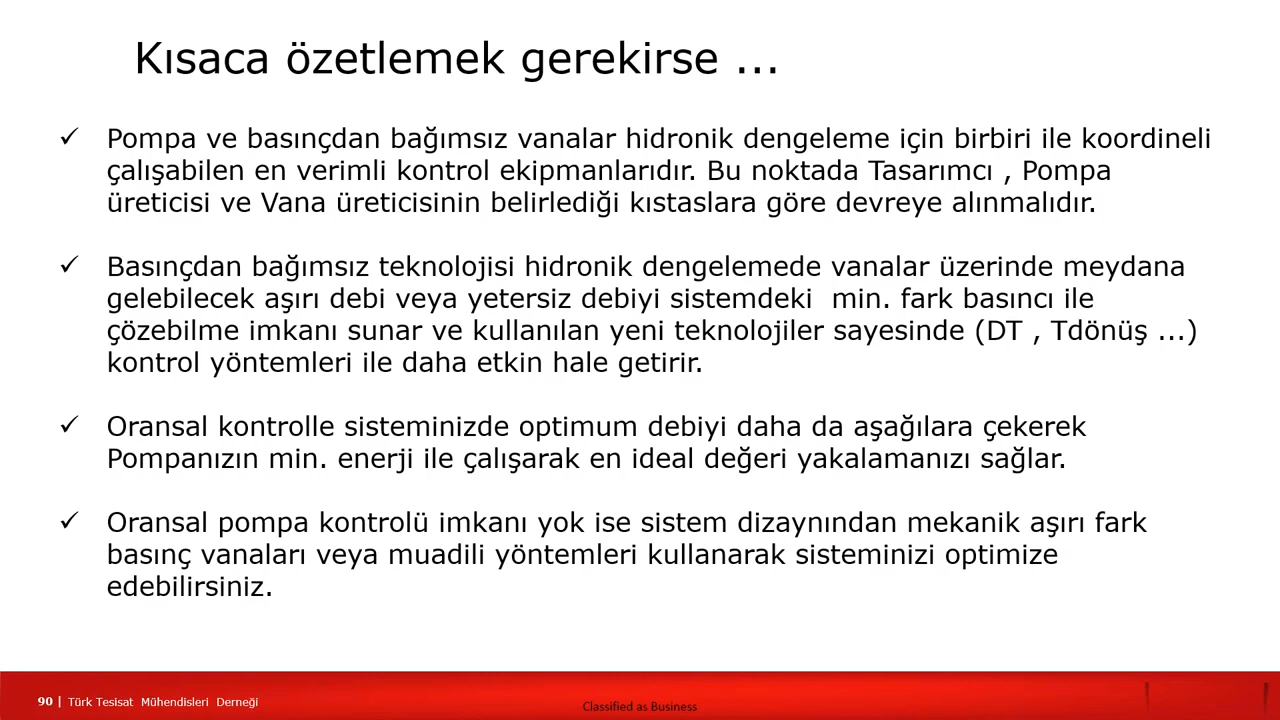 Kısaca özetlemek gerekirse ...
✓ Pompa ve basınçdan bağımsız vanalar hidronik dengeleme için birbiri ile koordineli
çalışabilen en verimli kontrol ekipmanlarıdır. Bu noktada Tasarımcı , Pompa
üreticisi ve Vana üreticisinin belirlediği kıstaslara göre devreye alınmalıdır.
✓ Basınçdan bağımsız teknolojisi hidronik dengelemede vanalar üzerinde meydana
gelebilecek aşırı debi veya yetersiz debiyi sistemdeki  min. fark basıncı ile
çözebilme imkanı sunar ve kullanılan yeni teknolojiler sayesinde (DT , Tdönüş ...)
kontrol yöntemleri ile daha etkin hale getirir.
✓ Oransal kontrolle sisteminizde optimum debiyi daha da aşağılara çekerek
Pompanızın min. enerji ile çalışarak en ideal değeri yakalamanızı sağlar.
✓ Oransal pompa kontrolü imkanı yok ise sistem dizaynından mekanik aşırı fark
basınç vanaları veya muadili yöntemleri kullanarak sisteminizi optimize
edebilirsiniz.
90 | Türk Tesisat Mühendisleri Derneği
Classified as Business